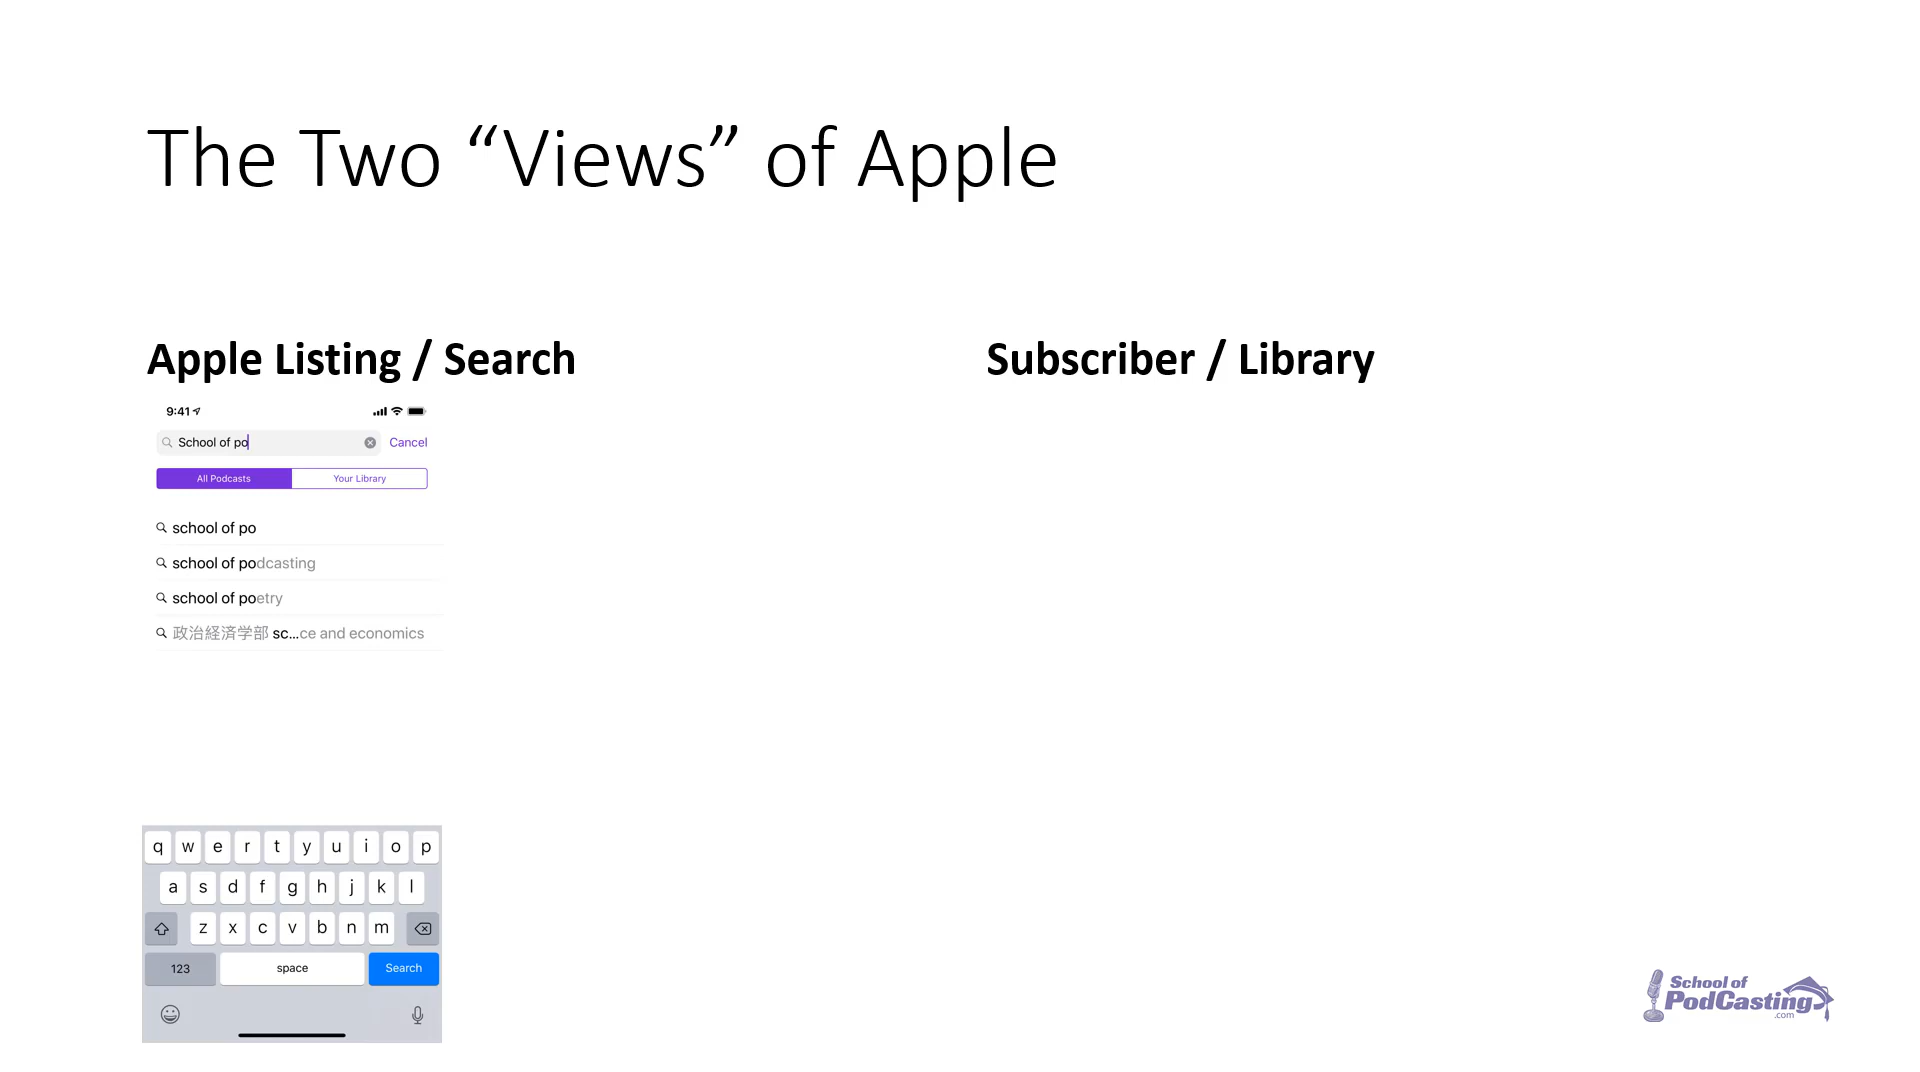 The Two “Views” of Apple
Apple Listing / Search
9:41
School of po
Cancel
All Podcasts
Your Library
school of po
school of podcasting
school of poetry
政治経済学部 sc...ce and economics
q w e r t y u i o p
a s d f g h j k l
z x c v b n m
123
space
Search
Subscriber / Library
School of
PodCasting
.com